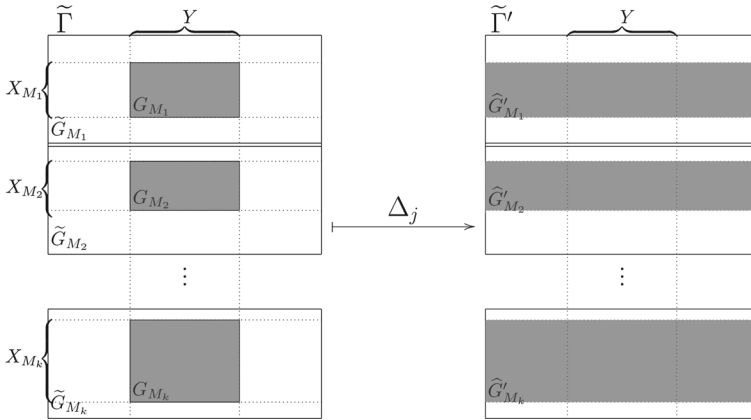 Γ̃ Y Γ̃′ Y
X_{M_1} G_{M_1} Ĝ′_{M_1}
G̃_{M_1}
X_{M_2} G_{M_2} Ĝ′_{M_2}
Δ_j
G̃_{M_2}
⋮ ⋮
X_{M_k} G_{M_k} Ĝ′_{M_k}
G̃_{M_k}